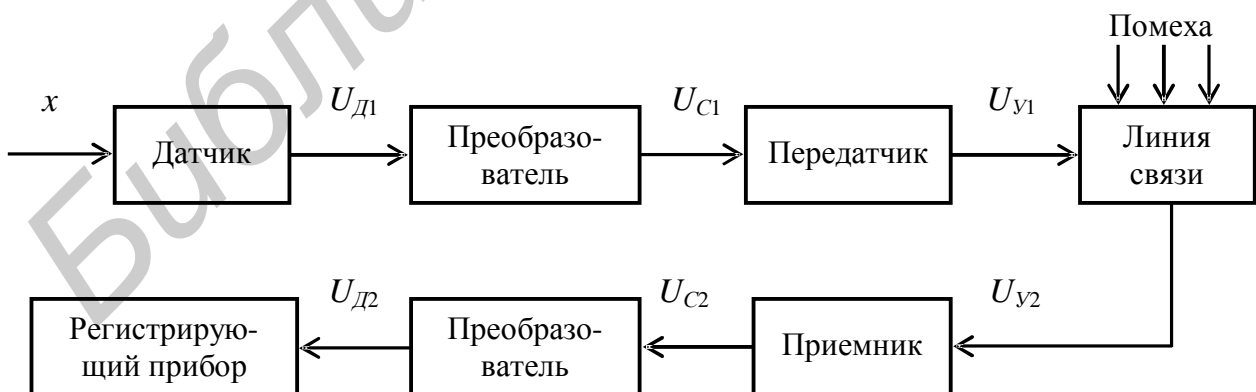 Помеха
x
U_Д1
U_С1
U_У1
Датчик
Преобразо-
ватель
Передатчик
Линия
связи
U_Д2
U_С2
U_У2
Регистрирую-
щий прибор
Преобразо-
ватель
Приемник
Библи